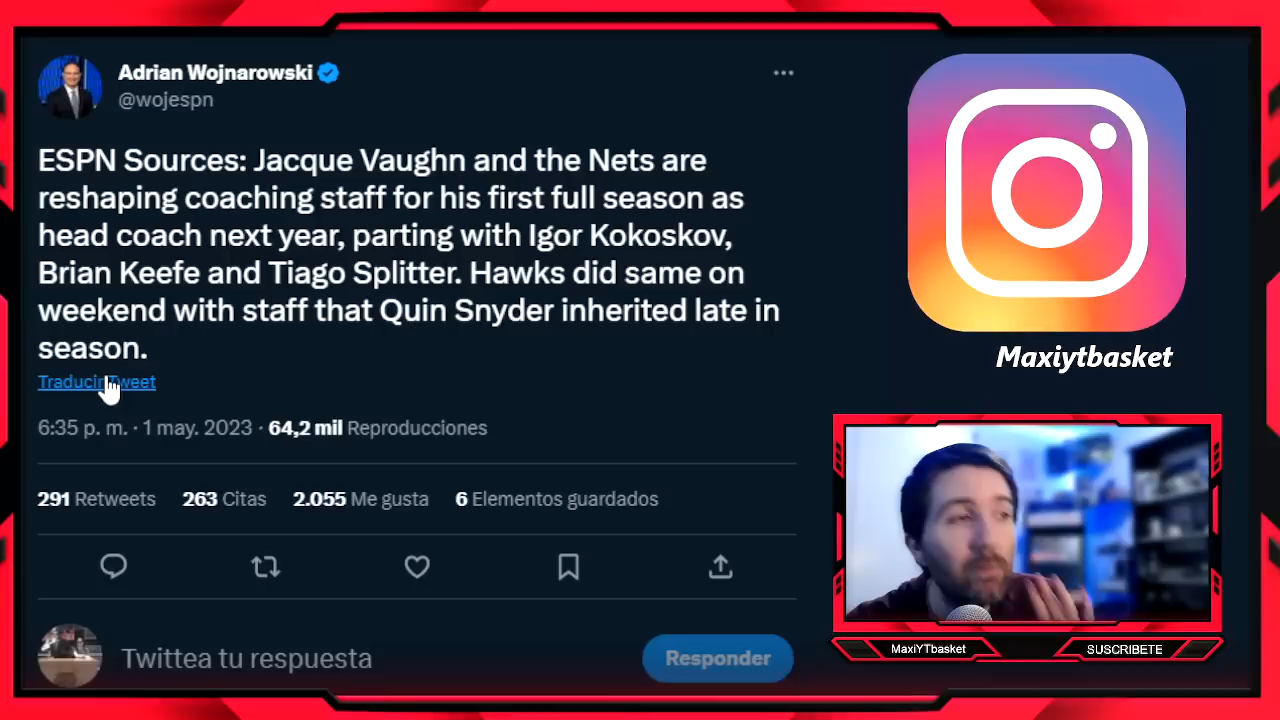 Adrian Wojnarowski
@wojespn
ESPN Sources: Jacque Vaughn and the Nets are
reshaping coaching staff for his first full season as
head coach next year, parting with Igor Kokoskov,
Brian Keefe and Tiago Splitter. Hawks did same on
weekend with staff that Quin Snyder inherited late in
season.
Traducir Tweet
6:35 p. m. · 1 may. 2023 · 64,2 mil Reproducciones
291 Retweets 263 Citas 2.055 Me gusta 6 Elementos guardados
Twittea tu respuesta
Responder
Maxiytbasket
MaxiYTbasket
SUSCRIBETE